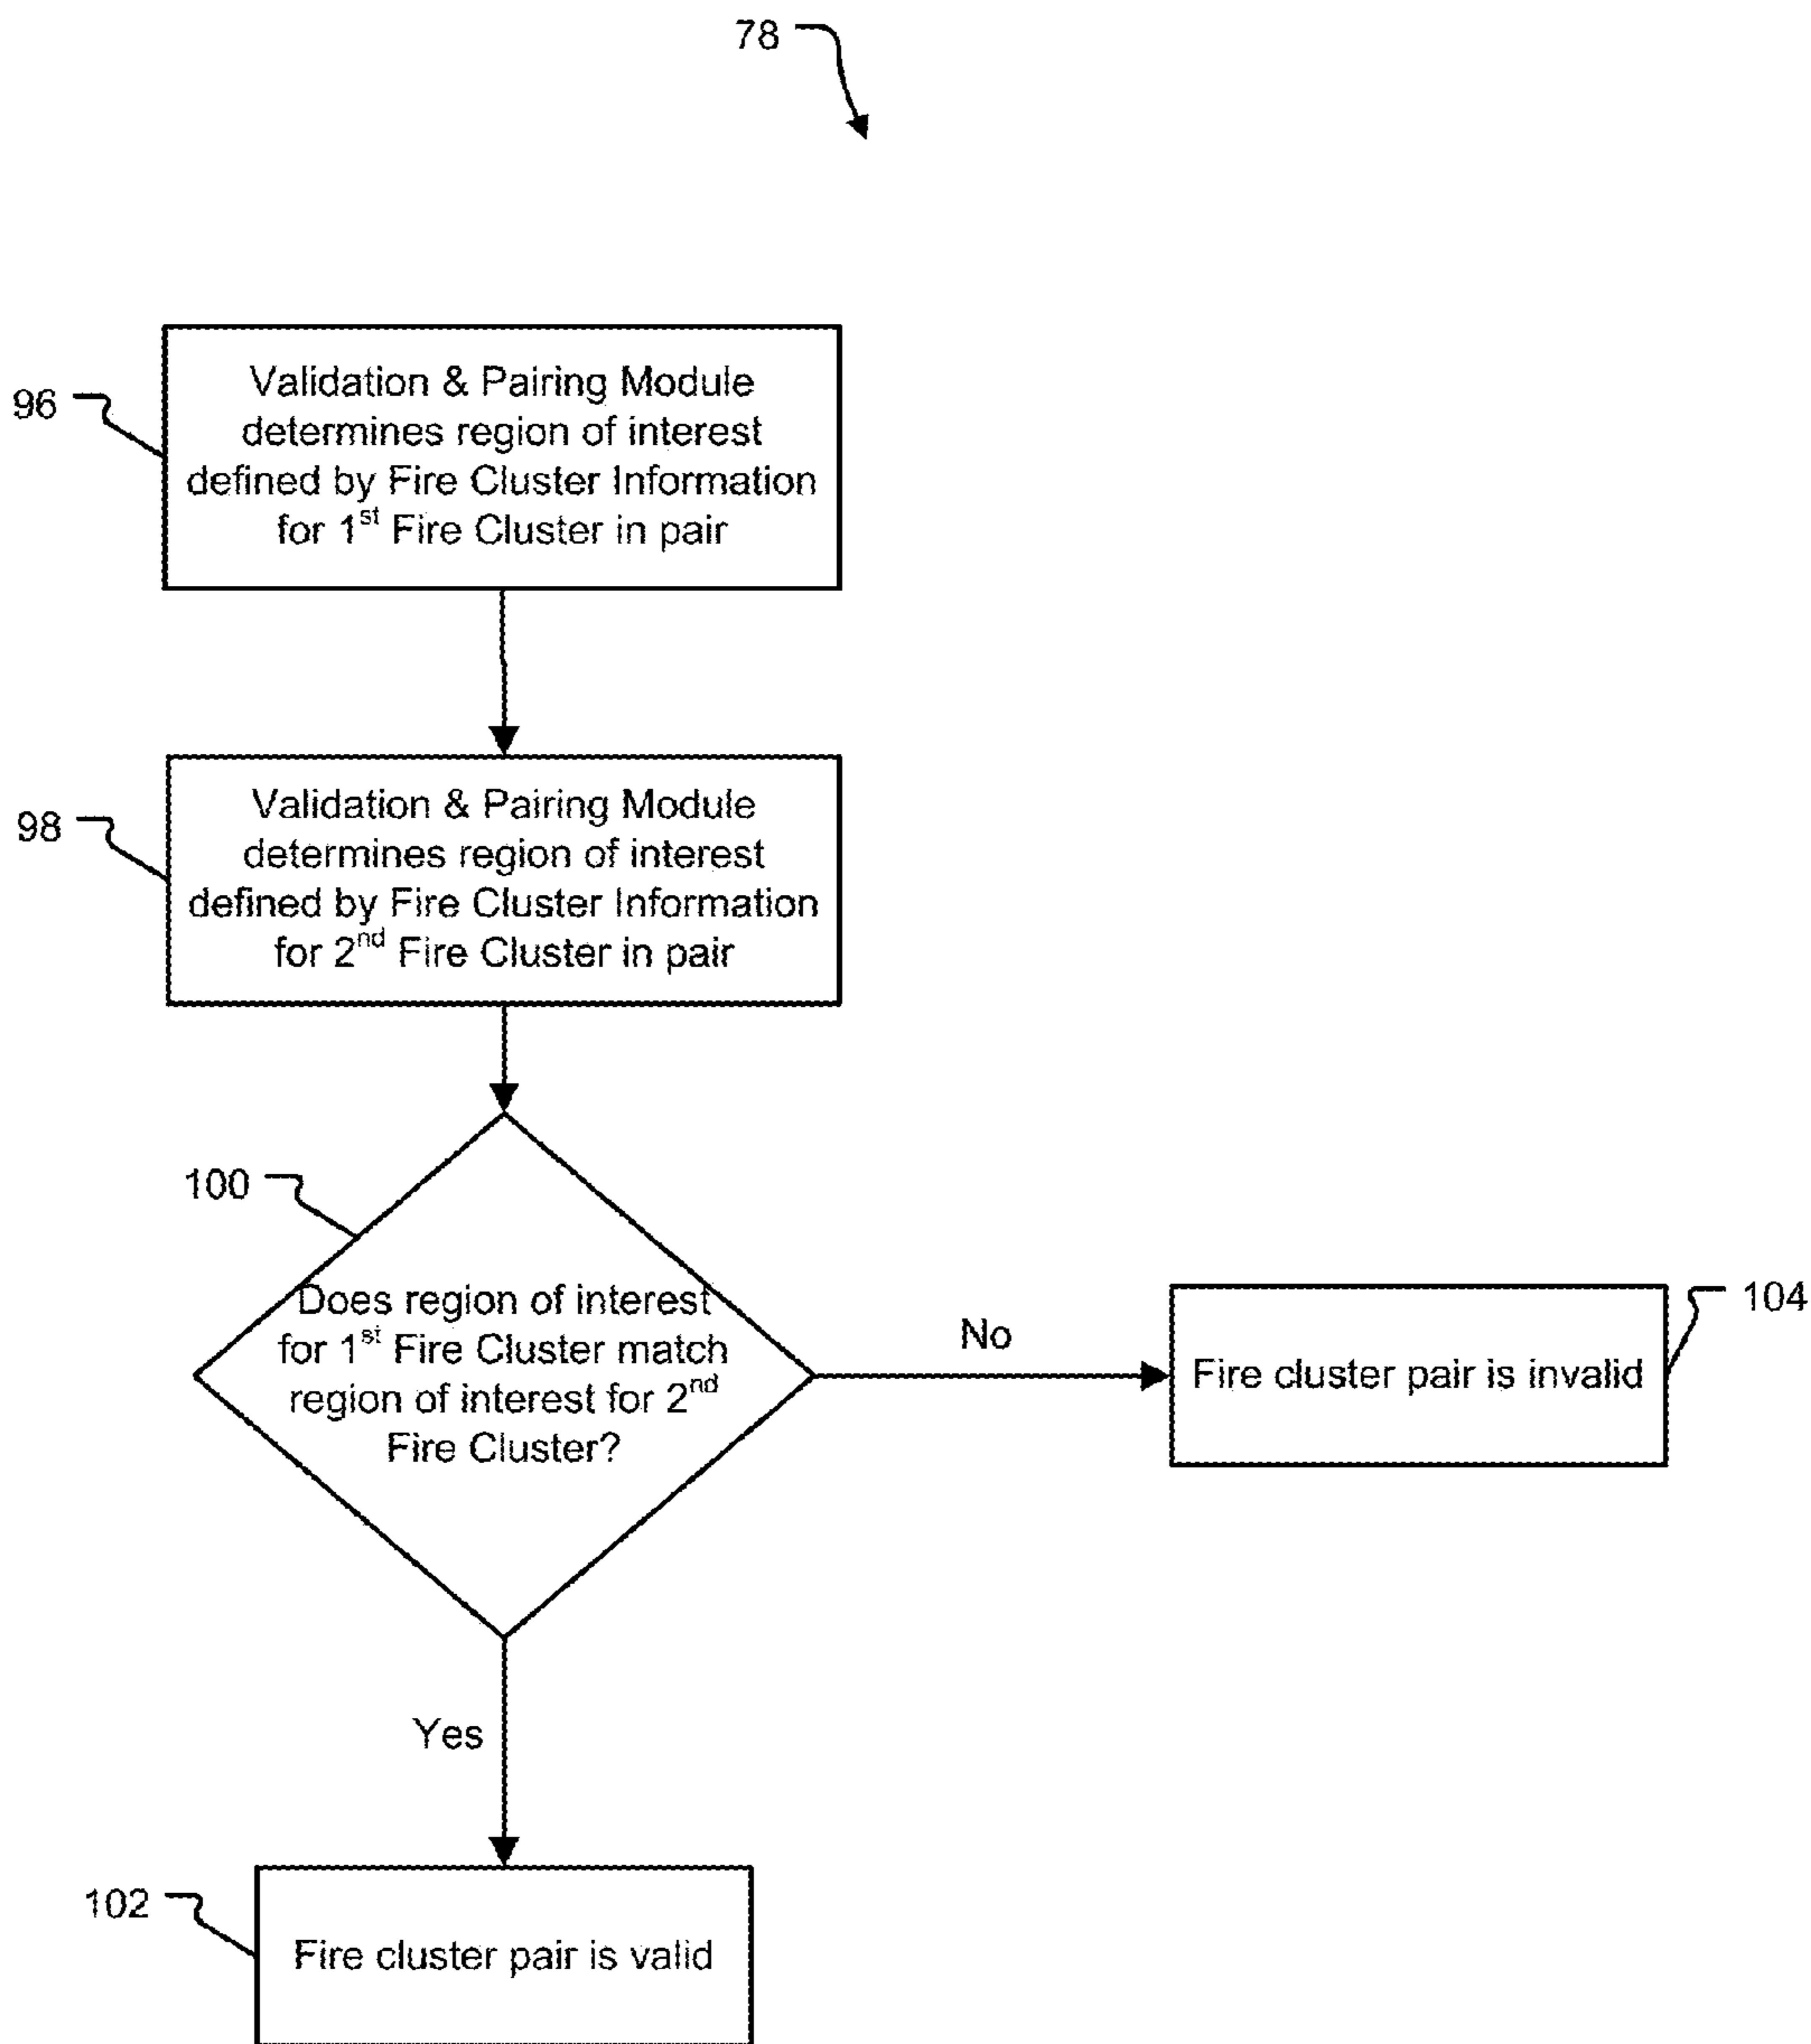 78
96
Validation & Pairing Module
determines region of interest
defined by Fire Cluster Information
for 1st Fire Cluster in pair
98
Validation & Pairing Module
determines region of interest
defined by Fire Cluster Information
for 2nd Fire Cluster in pair
100
Does region of interest
for 1st Fire Cluster match
region of interest for 2nd
Fire Cluster?
No
Fire cluster pair is invalid
104
Yes
102
Fire cluster pair is valid